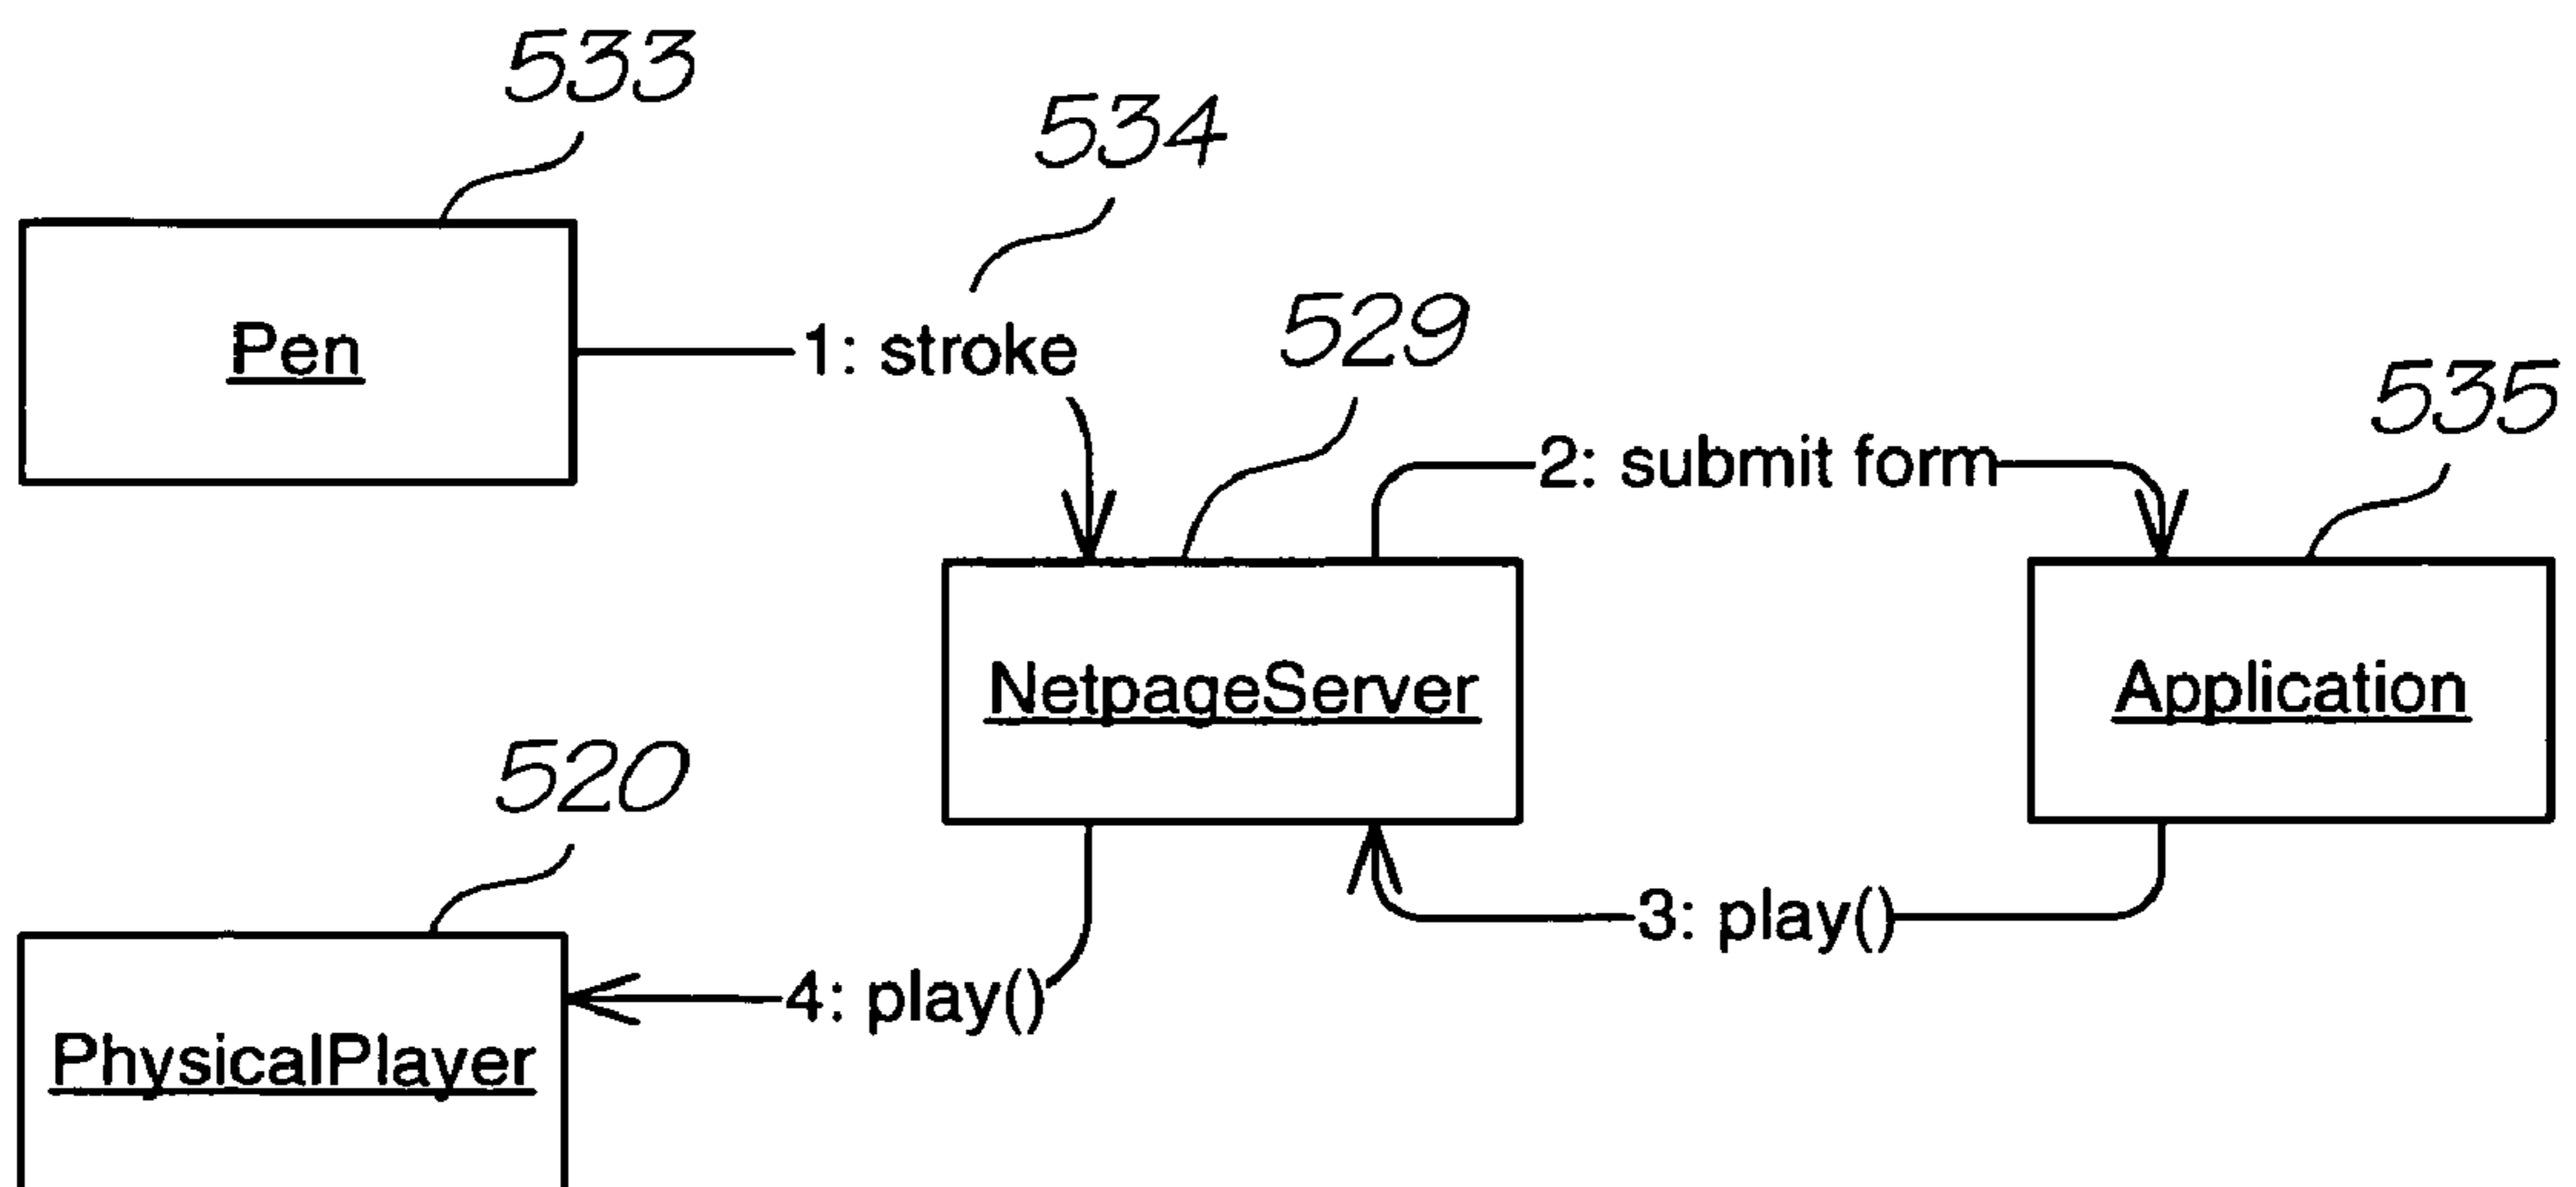 533
534
Pen
1: stroke
529
535
2: submit form
NetpageServer
Application
520
3: play()
4: play()
PhysicalPlayer